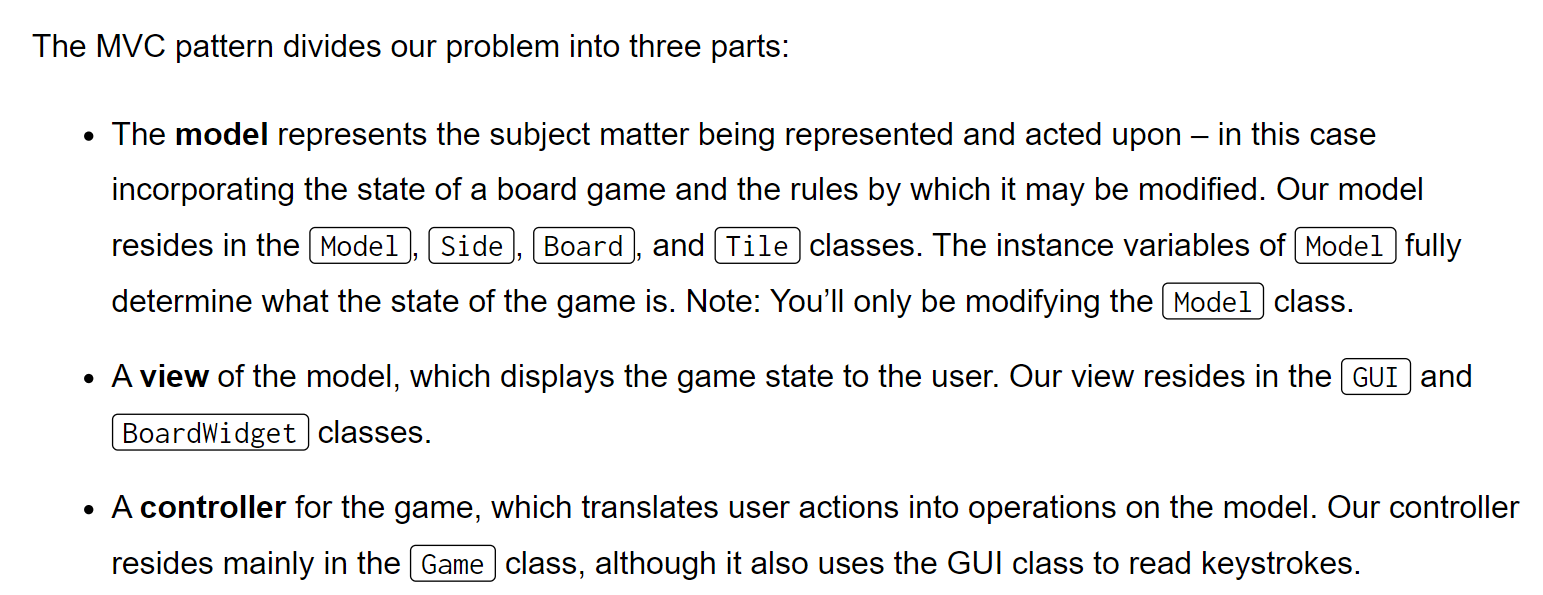 The MVC pattern divides our problem into three parts:
• The model represents the subject matter being represented and acted upon – in this case
incorporating the state of a board game and the rules by which it may be modified. Our model
resides in the Model, Side, Board, and Tile classes. The instance variables of Model fully
determine what the state of the game is. Note: You’ll only be modifying the Model class.
• A view of the model, which displays the game state to the user. Our view resides in the GUI and
BoardWidget classes.
• A controller for the game, which translates user actions into operations on the model. Our controller
resides mainly in the Game class, although it also uses the GUI class to read keystrokes.